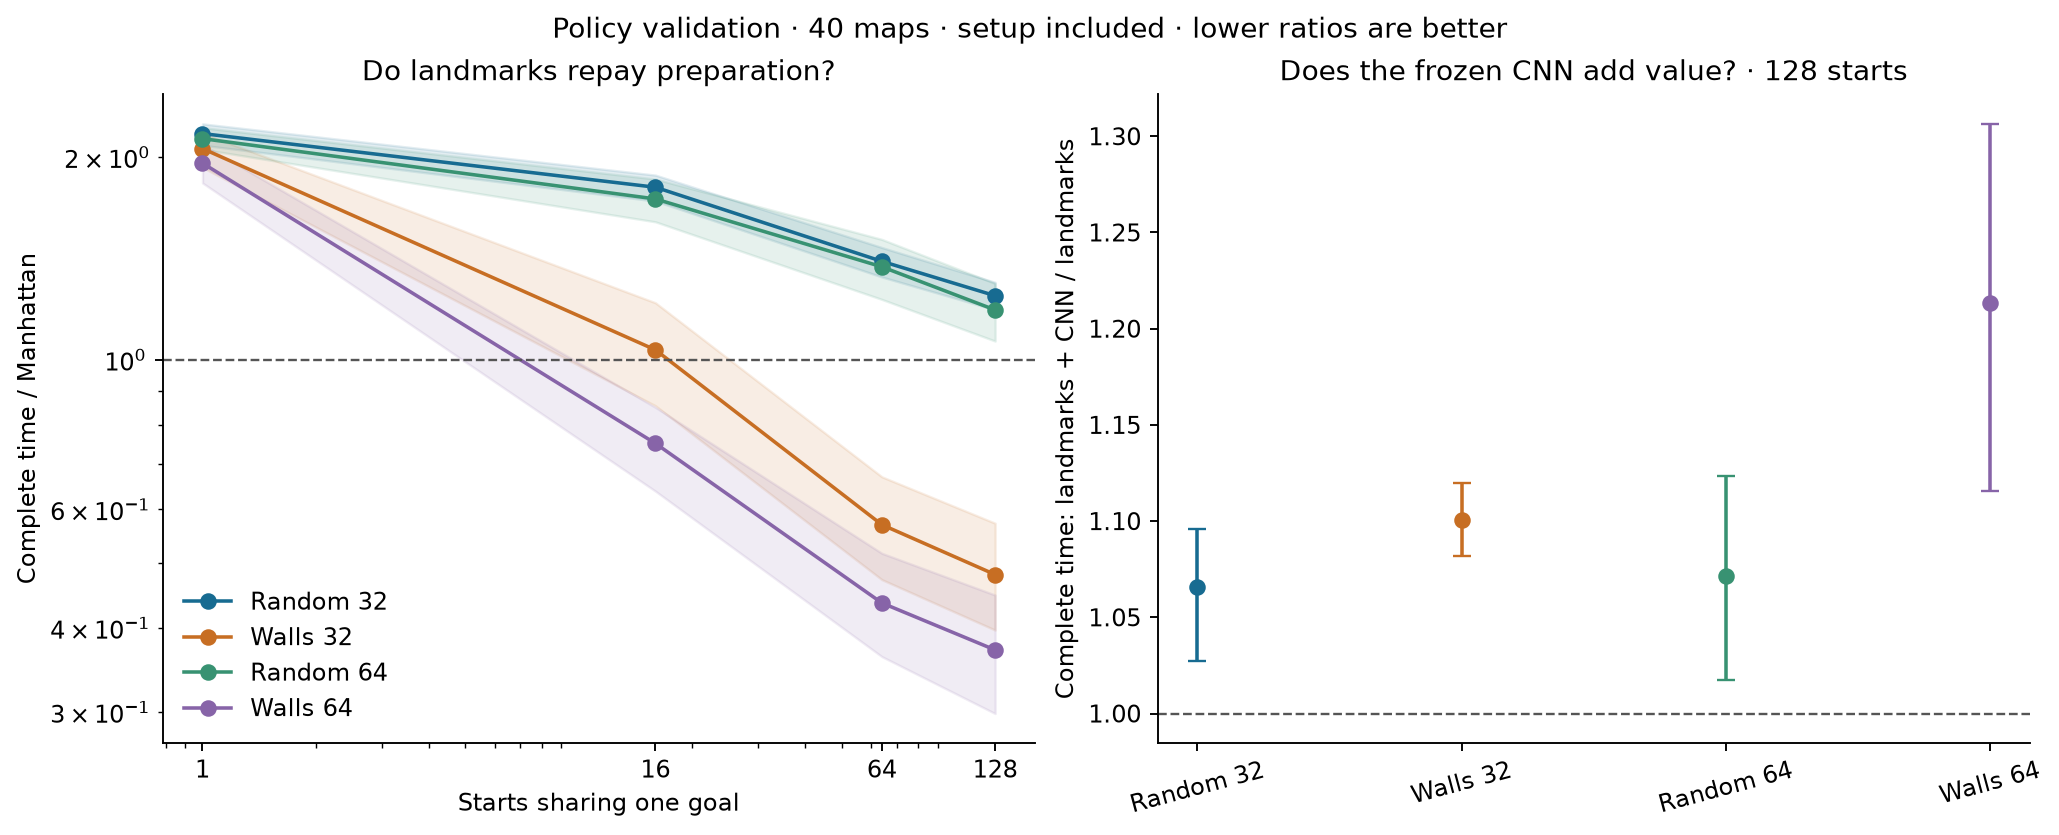 Policy validation · 40 maps · setup included · lower ratios are better
Do landmarks repay preparation?
Complete time / Manhattan
2 × 10⁰
10⁰
6 × 10⁻¹
4 × 10⁻¹
3 × 10⁻¹
Random 32
Walls 32
Random 64
Walls 64
1
16
64
128
Starts sharing one goal
Does the frozen CNN add value? · 128 starts
Complete time: landmarks + CNN / landmarks
1.30
1.25
1.20
1.15
1.10
1.05
1.00
Random 32
Walls 32
Random 64
Walls 64